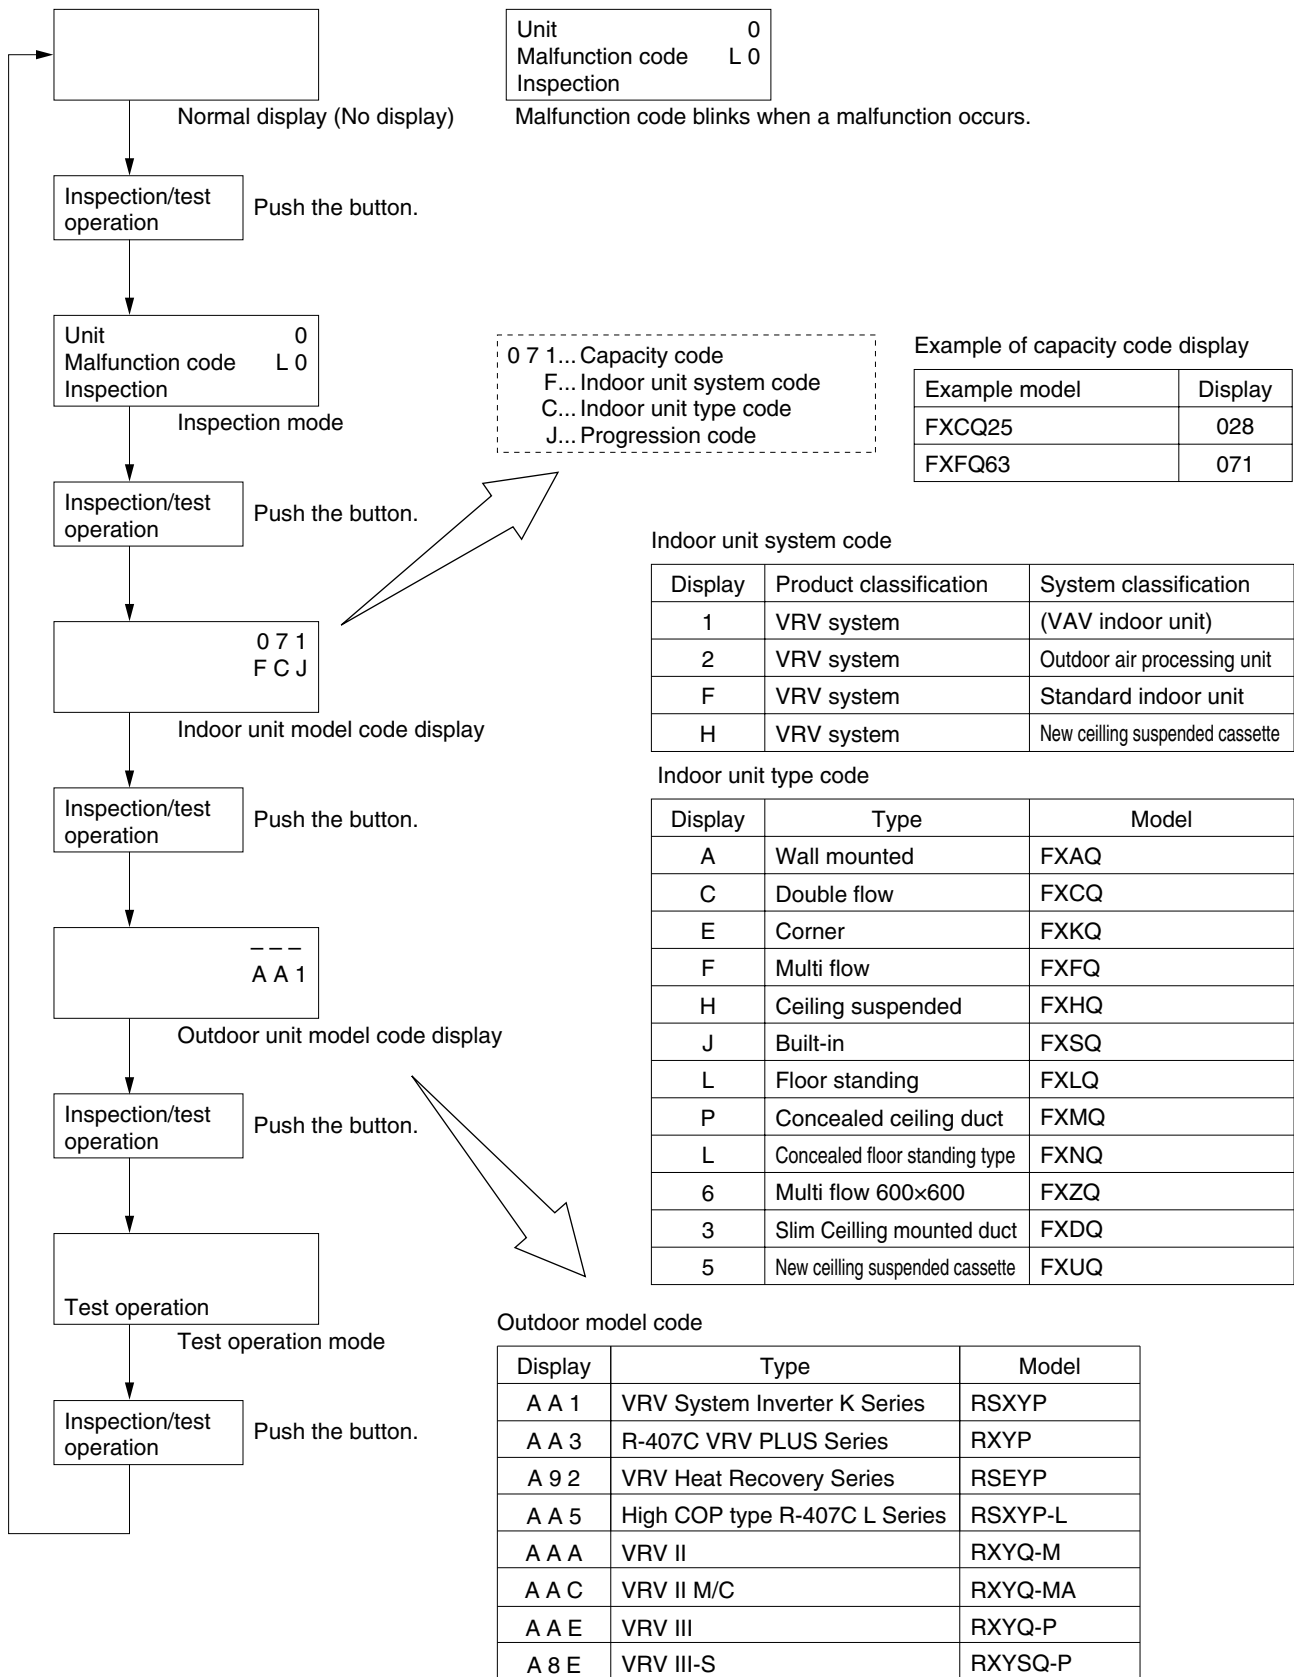 Unit 0
Malfunction code L 0
Inspection
Normal display (No display)
Malfunction code blinks when a malfunction occurs.
Inspection/test
operation
Push the button.
Unit 0
Malfunction code L 0
Inspection
Inspection mode
Inspection/test
operation
Push the button.
0 7 1
F C J
Indoor unit model code display
Inspection/test
operation
Push the button.
– – –
A A 1
Outdoor unit model code display
Inspection/test
operation
Push the button.
Test operation
Test operation mode
Inspection/test
operation
Push the button.
0 7 1... Capacity code
F... Indoor unit system code
C... Indoor unit type code
J... Progression code
Example of capacity code display
Example model Display
FXCQ25 028
FXFQ63 071
Indoor unit system code
Display Product classification System classification
1 VRV system (VAV indoor unit)
2 VRV system Outdoor air processing unit
F VRV system Standard indoor unit
H VRV system New ceilling suspended cassette
Indoor unit type code
Display Type Model
A Wall mounted FXAQ
C Double flow FXCQ
E Corner FXKQ
F Multi flow FXFQ
H Ceiling suspended FXHQ
J Built-in FXSQ
L Floor standing FXLQ
P Concealed ceiling duct FXMQ
L Concealed floor standing type FXNQ
6 Multi flow 600×600 FXZQ
3 Slim Ceilling mounted duct FXDQ
5 New ceilling suspended cassette FXUQ
Outdoor model code
Display Type Model
A A 1 VRV System Inverter K Series RSXYP
A A 3 R-407C VRV PLUS Series RXYP
A 9 2 VRV Heat Recovery Series RSEYP
A A 5 High COP type R-407C L Series RSXYP-L
A A A VRV II RXYQ-M
A A C VRV II M/C RXYQ-MA
A A E VRV III RXYQ-P
A 8 E VRV III-S RXYSQ-P